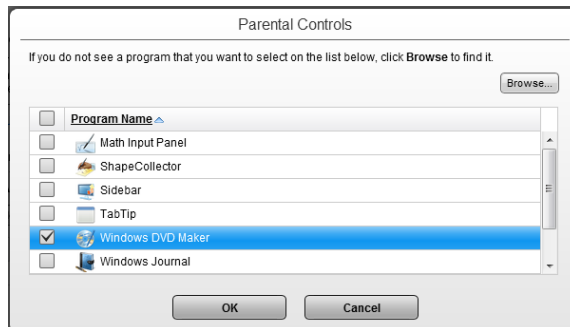 Parental Controls
If you do not see a program that you want to select on the list below, click Browse to find it.
Browse...
Program Name
Math Input Panel
ShapeCollector
Sidebar
TabTip
Windows DVD Maker
Windows Journal
OK
Cancel